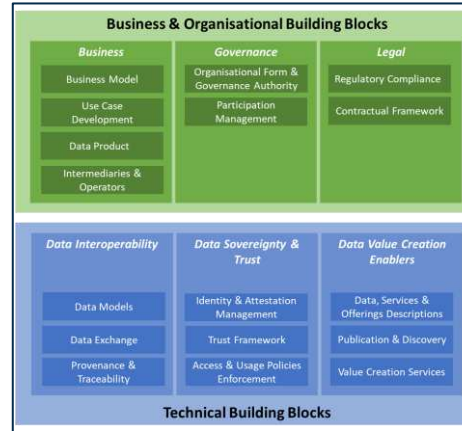 Business & Organisational Building Blocks
Business
Business Model
Use Case
Development
Data Product
Intermediaries &
Operators
Governance
Organisational Form &
Governance Authority
Participation
Management
Legal
Regulatory Compliance
Contractual Framework
Data Interoperability
Data Models
Data Exchange
Provenance &
Traceability
Data Sovereignty &
Trust
Identity & Attestation
Management
Trust Framework
Access & Usage Policies
Enforcement
Data Value Creation
Enablers
Data, Services &
Offerings Descriptions
Publication & Discovery
Value Creation Services
Technical Building Blocks